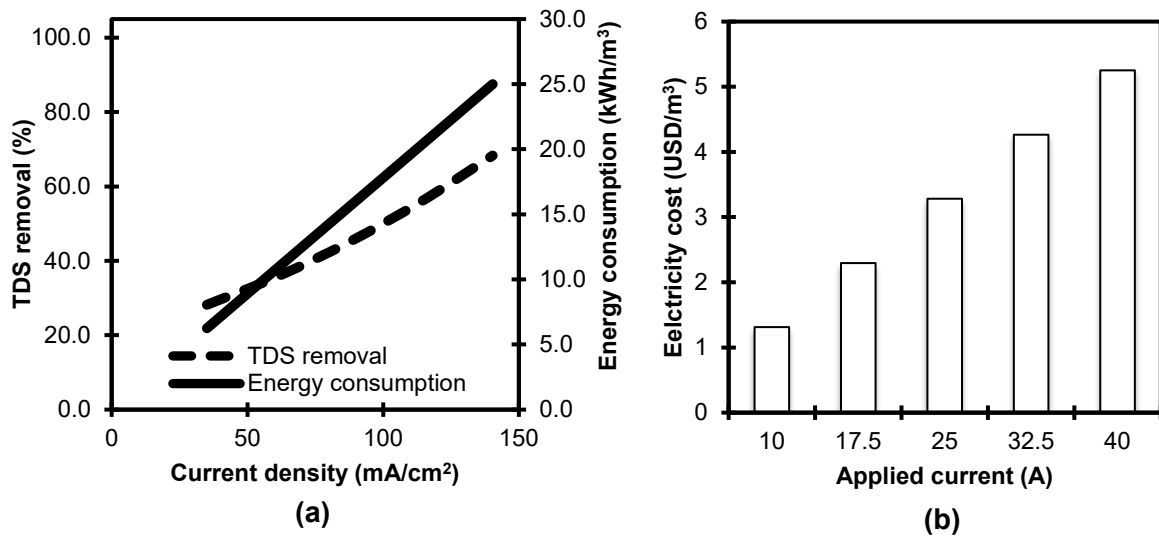 TDS removal (%)
100.0
80.0
60.0
40.0
20.0
0.0
TDS removal
Energy consumption
0
50
100
150
Current density (mA/cm²)
30.0
25.0
20.0
15.0
10.0
5.0
0.0
Energy consumption (kWh/m³)
(a)
Eelctricity cost (USD/m³)
6
5
4
3
2
1
0
10 17.5 25 32.5 40
Applied current (A)
(b)